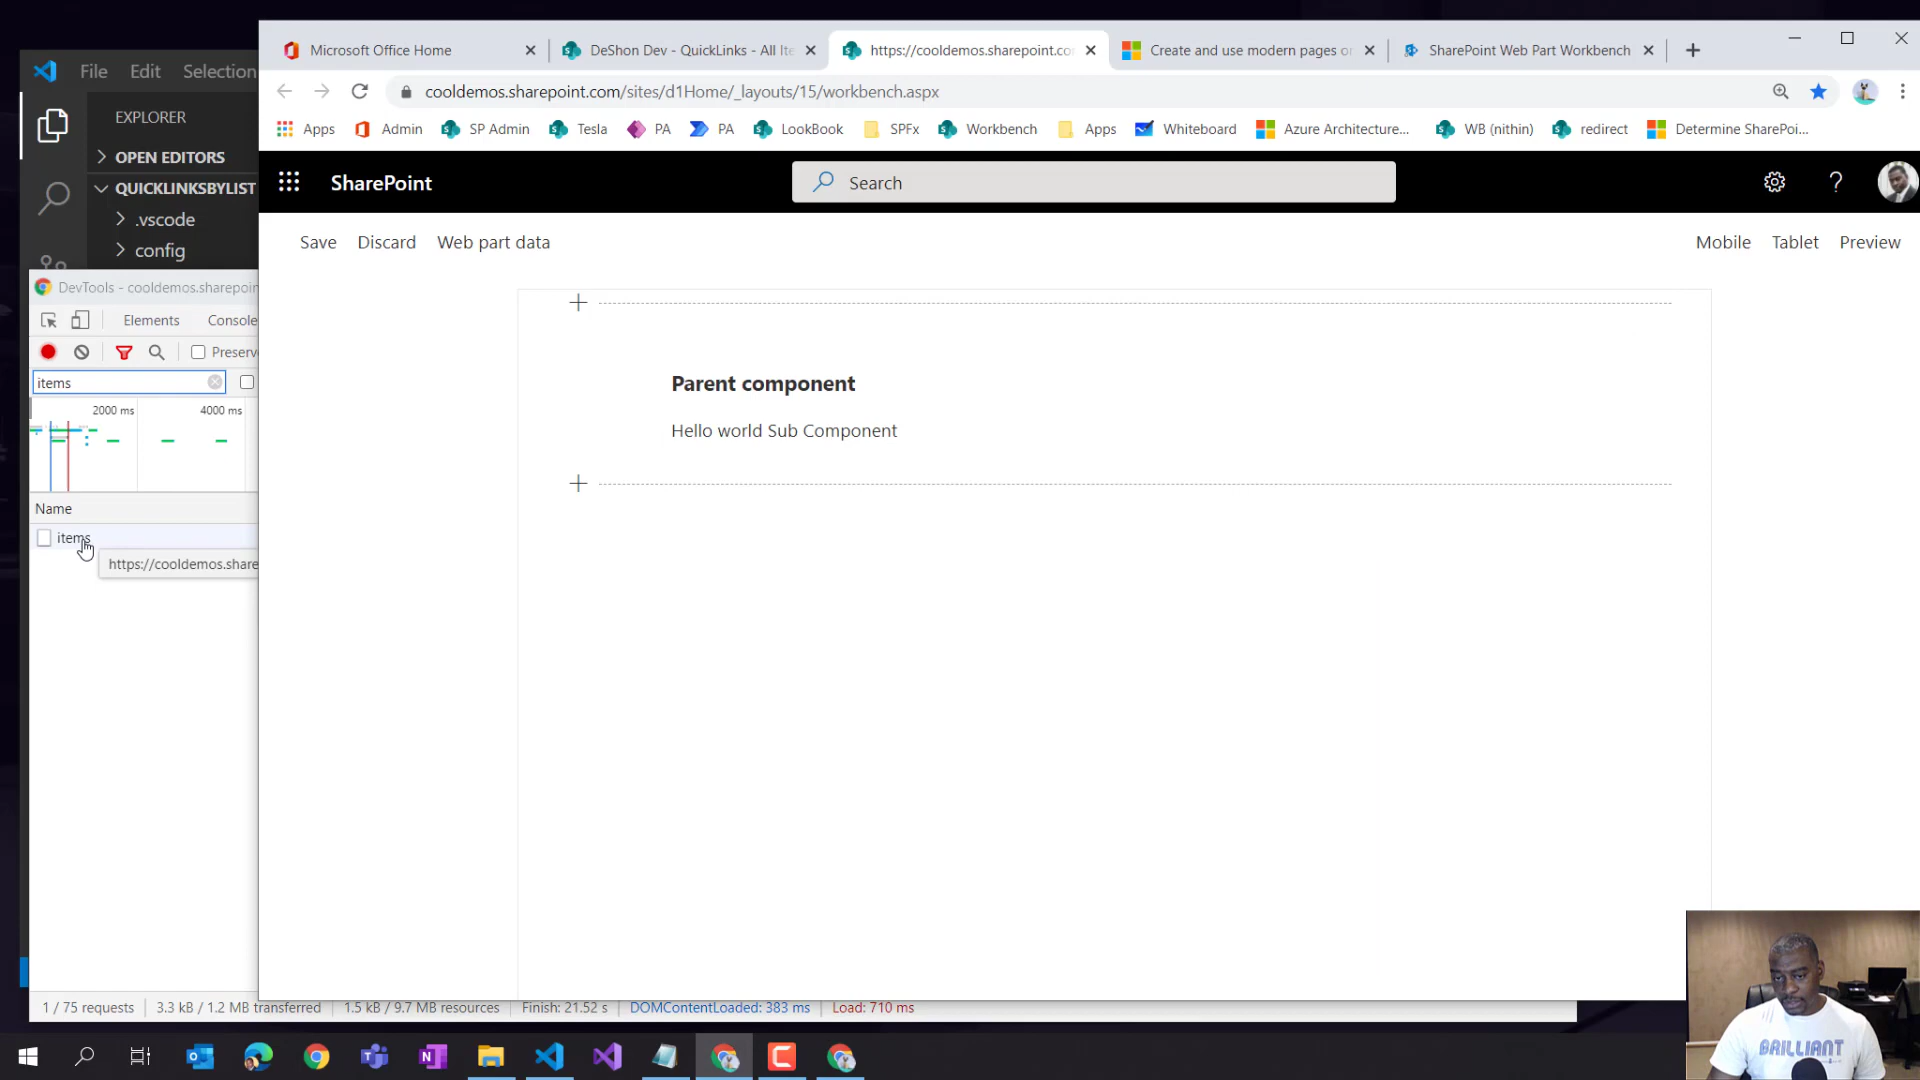 Microsoft Office Home
DeShon Dev - QuickLinks - All Ite
https://cooldemos.sharepoint.co
Create and use modern pages on
SharePoint Web Part Workbench
File Edit Selection
cooldemos.sharepoint.com/sites/d1Home/_layouts/15/workbench.aspx
Apps Admin SP Admin Tesla PA PA LookBook SPFx Workbench Apps Whiteboard Azure Architecture... WB (nithin) redirect Determine SharePoi...
EXPLORER
OPEN EDITORS
QUICKLINKSBYLIST
.vscode
config
SharePoint
Search
Save Discard Web part data
Mobile Tablet Preview
DevTools - cooldemos.sharepoin
Elements Console
Preserve
items
2000 ms 4000 ms
Name
items
https://cooldemos.share
Parent component
Hello world Sub Component
1 / 75 requests 3.3 kB / 1.2 MB transferred 1.5 kB / 9.7 MB resources Finish: 21.52 s DOMContentLoaded: 383 ms Load: 710 ms
BRILLIANT